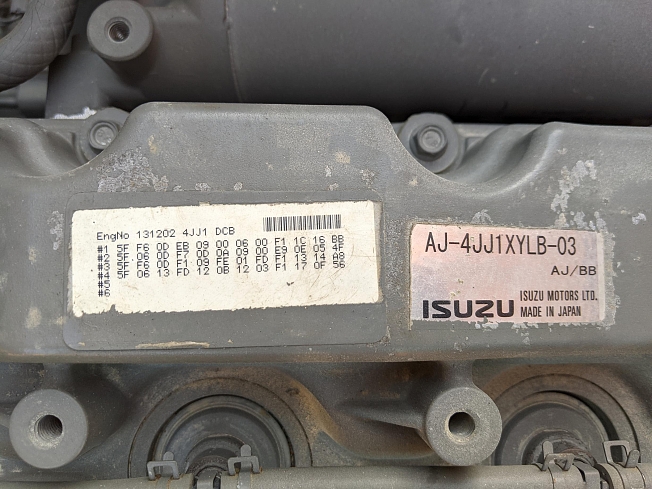 EngNo 131202 4JJ1 DCB
#1 5F F6 0D EB 09 00 06 00 F1 1C 16 BB
#2 5F 06 0D F7 0D 0A 09 00 E9 0E 05 4F
#3 5F F6 0D F1 09 FE 01 FD F1 13 14 A8
#4 5F 06 13 FD 12 0B 12 03 F1 17 0F 56
#5
#6
AJ-4JJ1XYLB-03
AJ/BB
ISUZU ISUZU MOTORS LTD.
MADE IN JAPAN